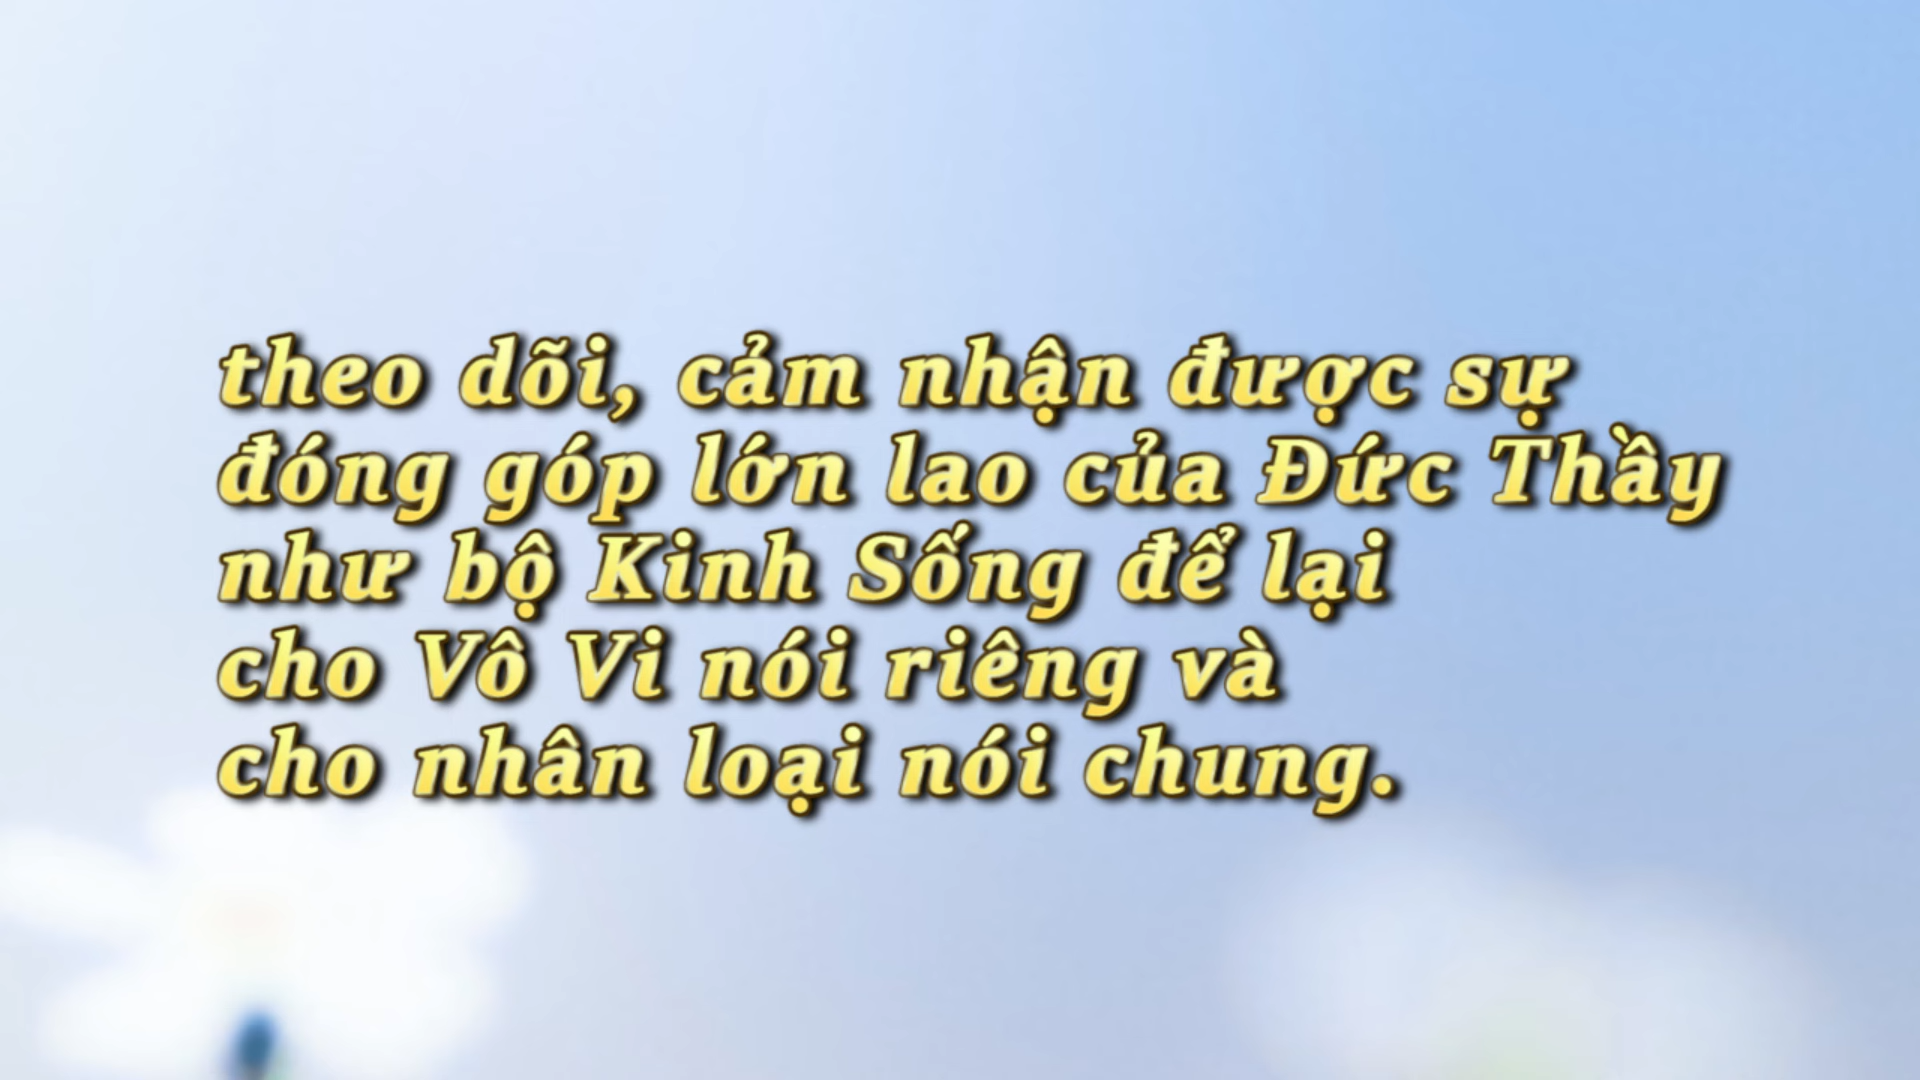 theo dõi, cảm nhận được sự
đóng góp lớn lao của Đức Thầy
như bộ Kinh Sống để lại
cho Vô Vi nói riêng và
cho nhân loại nói chung.